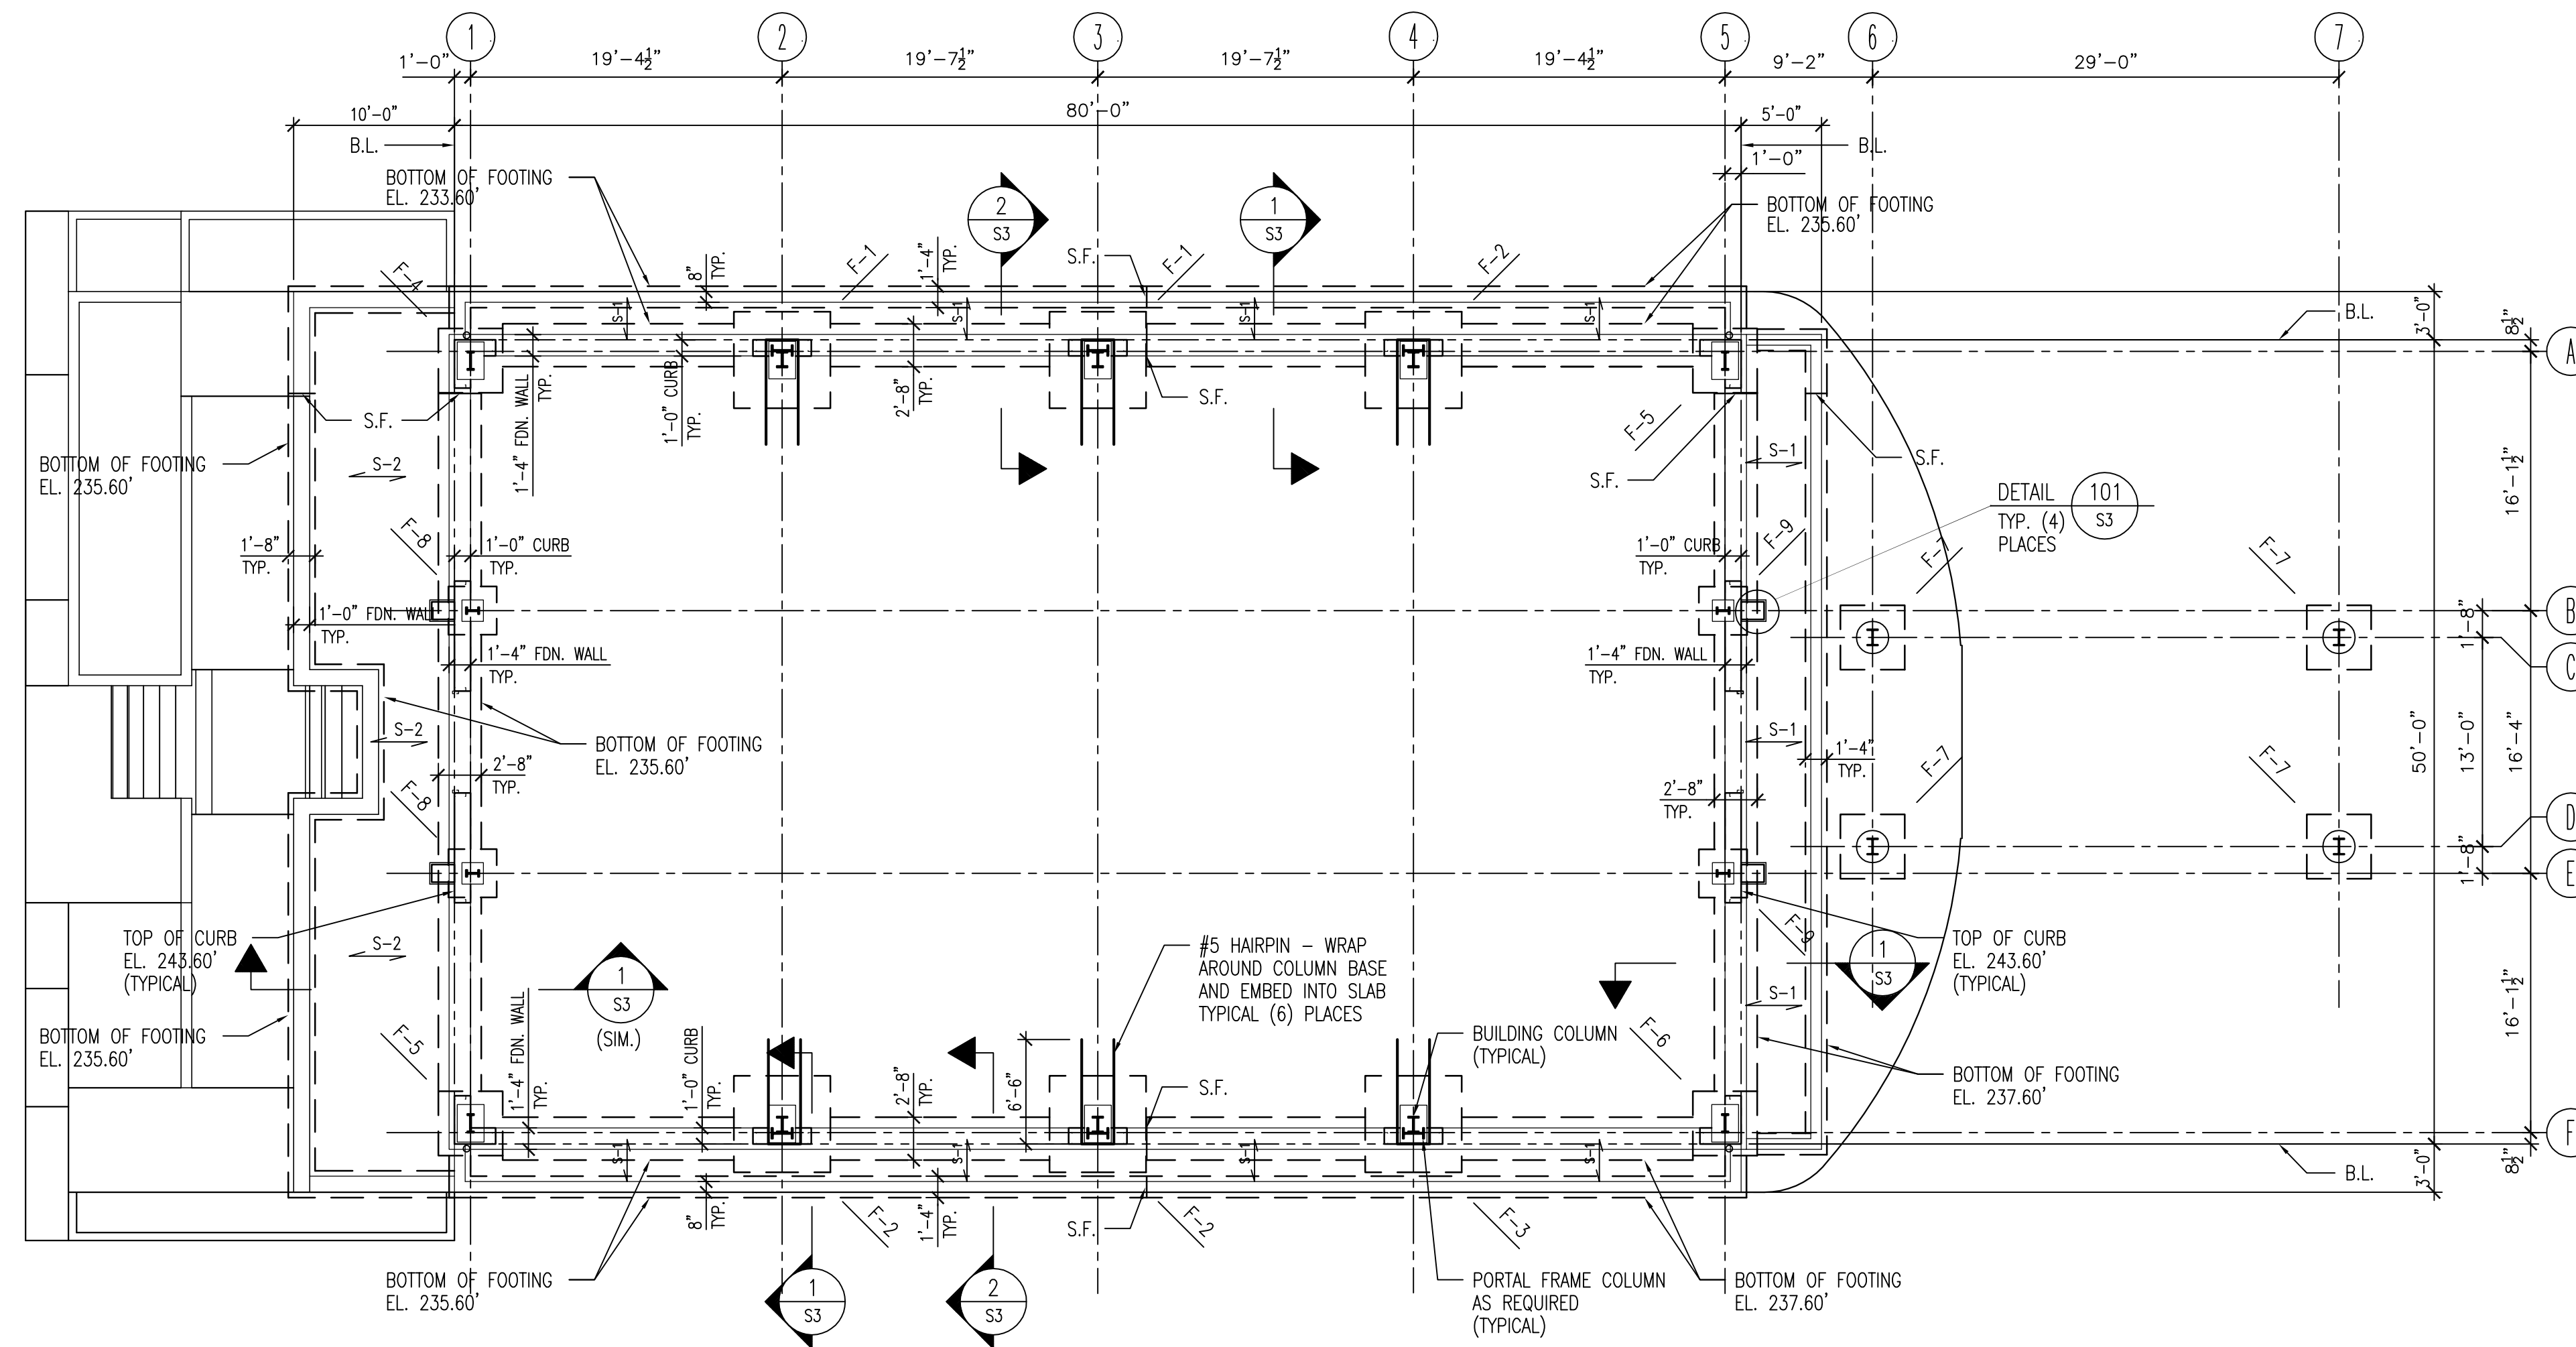 1
2
3
4
5
6
7
1'-0"
19'-4½"
19'-7½"
19'-7½"
19'-4½"
9'-2"
29'-0"
10'-0"
80'-0"
5'-0"
B.L.
B.L.
1'-0"
BOTTOM OF FOOTING
EL. 233.60'
2
S3
1
S3
BOTTOM OF FOOTING
EL. 235.60'
F-4
8"
TYP.
F-1
1'-4"
TYP.
S.F.
F-1
F-2
3'-0"
8½"
B.L.
S-1
S-1
S-1
S-1
A
1'-4" FDN. WALL
TYP.
1'-0" CURB
TYP.
2'-8"
TYP.
S.F.
S.F.
F-5
BOTTOM OF FOOTING
EL. 235.60'
S-2
S-1
S.F.
S.F.
16'-1½"
DETAIL
101
S3
TYP. (4)
PLACES
F-8
1'-8"
TYP.
1'-0" CURB
TYP.
1'-0" CURB
TYP.
F-9
F-7
F-7
B
1'-0" FDN. WALL
TYP.
1'-8"
1'-4" FDN. WALL
TYP.
1'-4" FDN. WALL
TYP.
C
S-2
BOTTOM OF FOOTING
EL. 235.60'
S-1
1'-4"
TYP.
F-7
F-7
50'-0"
13'-0"
16'-4"
2'-8"
TYP.
F-8
2'-8"
TYP.
D
1'-8"
E
TOP OF CURB
EL. 243.60'
(TYPICAL)
S-2
1
S3
(SIM.)
#5 HAIRPIN - WRAP
AROUND COLUMN BASE
AND EMBED INTO SLAB
TYPICAL (6) PLACES
F-9
1
S3
TOP OF CURB
EL. 243.60'
(TYPICAL)
S-1
16'-1½"
BOTTOM OF FOOTING
EL. 235.60'
F-5
1'-4" FDN. WALL
TYP.
1'-0" CURB
TYP.
2'-8"
TYP.
6'-6"
S.F.
BUILDING COLUMN
(TYPICAL)
F-6
BOTTOM OF FOOTING
EL. 237.60'
F
S-1
S-1
S-1
S-1
3'-0"
8½"
B.L.
8"
TYP.
F-2
1'-4"
TYP.
S.F.
F-2
F-3
BOTTOM OF FOOTING
EL. 235.60'
1
S3
2
S3
PORTAL FRAME COLUMN
AS REQUIRED
(TYPICAL)
BOTTOM OF FOOTING
EL. 237.60'